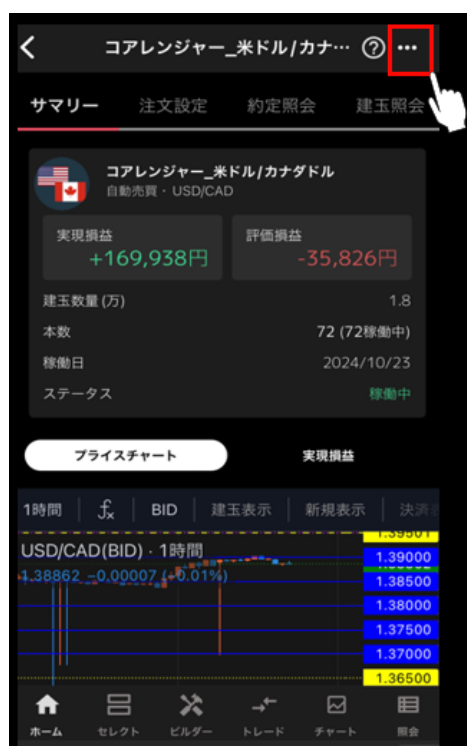 コアレンジャー_米ドル/カナ… ? …
サマリー 注文設定 約定照会 建玉照会
コアレンジャー_米ドル/カナダドル
自動売買・USD/CAD
実現損益 評価損益
+169,938円 -35,826円
建玉数量(万) 1.8
本数 72 (72稼働中)
稼働日 2024/10/23
ステータス 稼働中
プライスチャート 実現損益
1時間 fx BID 建玉表示 新規表示 決済
1.39501
USD/CAD(BID)・1時間
1.39000
1.38862 -0.00007 (-0.01%)
1.38500
1.38000
1.37500
1.37000
1.36500
ホーム セレクト ビルダー トレード チャート 照会